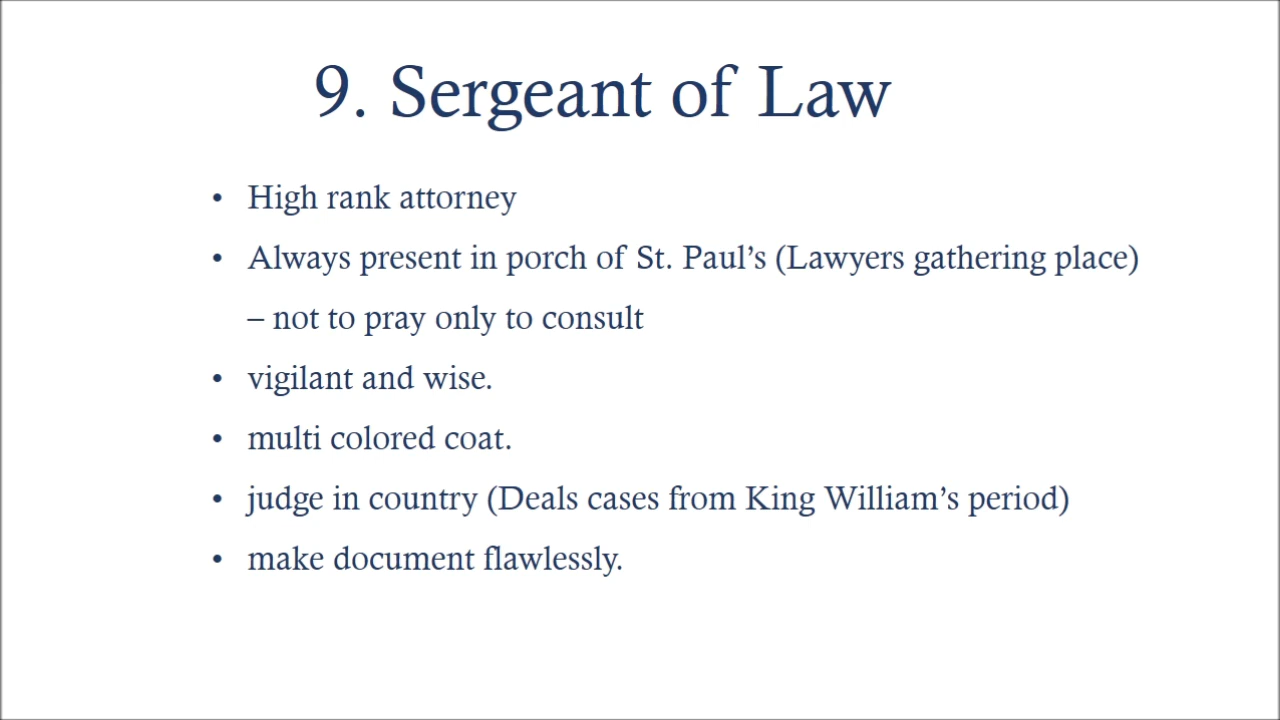 9. Sergeant of Law
• High rank attorney
• Always present in porch of St. Paul's (Lawyers gathering place)
– not to pray only to consult
• vigilant and wise.
• multi colored coat.
• judge in country (Deals cases from King William's period)
• make document flawlessly.